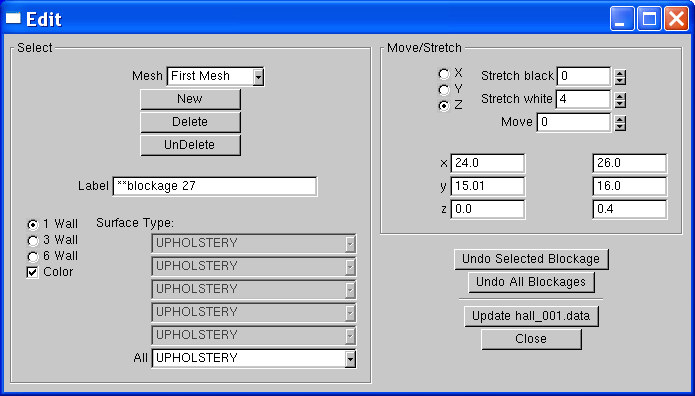 Edit
Select
Mesh First Mesh
New
Delete
UnDelete
Label **blockage 27
1 Wall
3 Wall
6 Wall
Color
Surface Type:
UPHOLSTERY
UPHOLSTERY
UPHOLSTERY
UPHOLSTERY
UPHOLSTERY
All UPHOLSTERY
Move/Stretch
X
Y
Z
Stretch black 0
Stretch white 4
Move 0
x 24.0 26.0
y 15.01 16.0
z 0.0 0.4
Undo Selected Blockage
Undo All Blockages
Update hall_001.data
Close